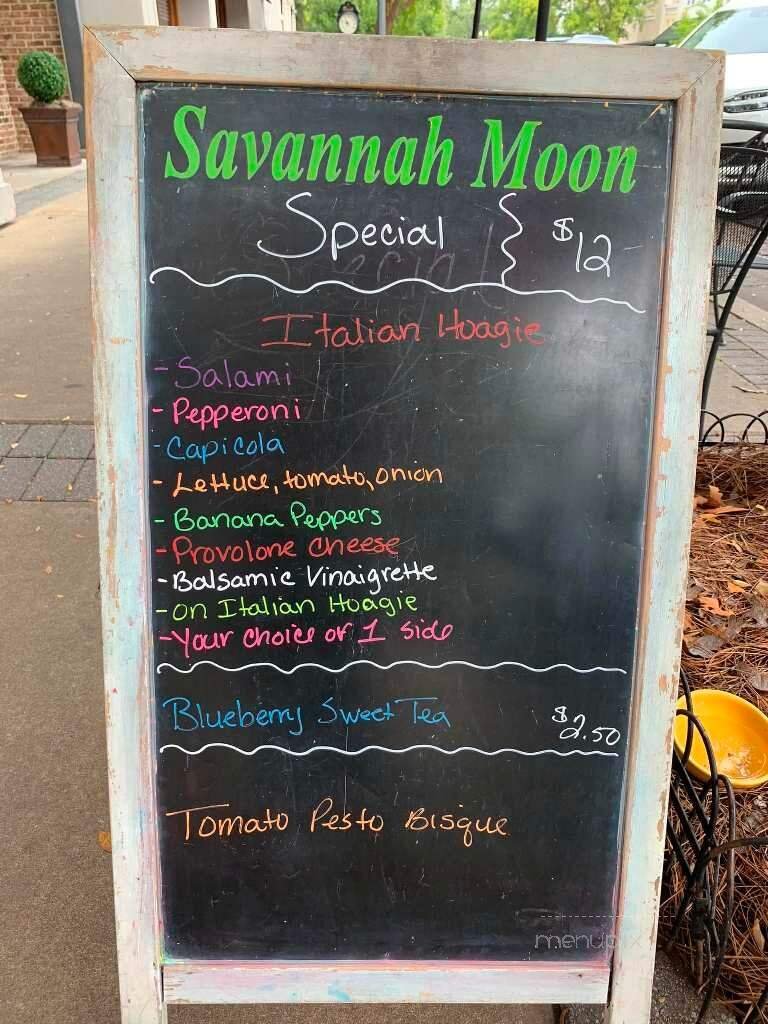 Savannah Moon
Special $12
Italian Hoagie
- Salami
- Pepperoni
- Capicola
- Lettuce, tomato, onion
- Banana Peppers
- Provolone Cheese
- Balsamic Vinaigrette
- on Italian Hoagie
- Your choice of 1 side
Blueberry Sweet Tea $2.50
Tomato Pesto Bisque
menupix